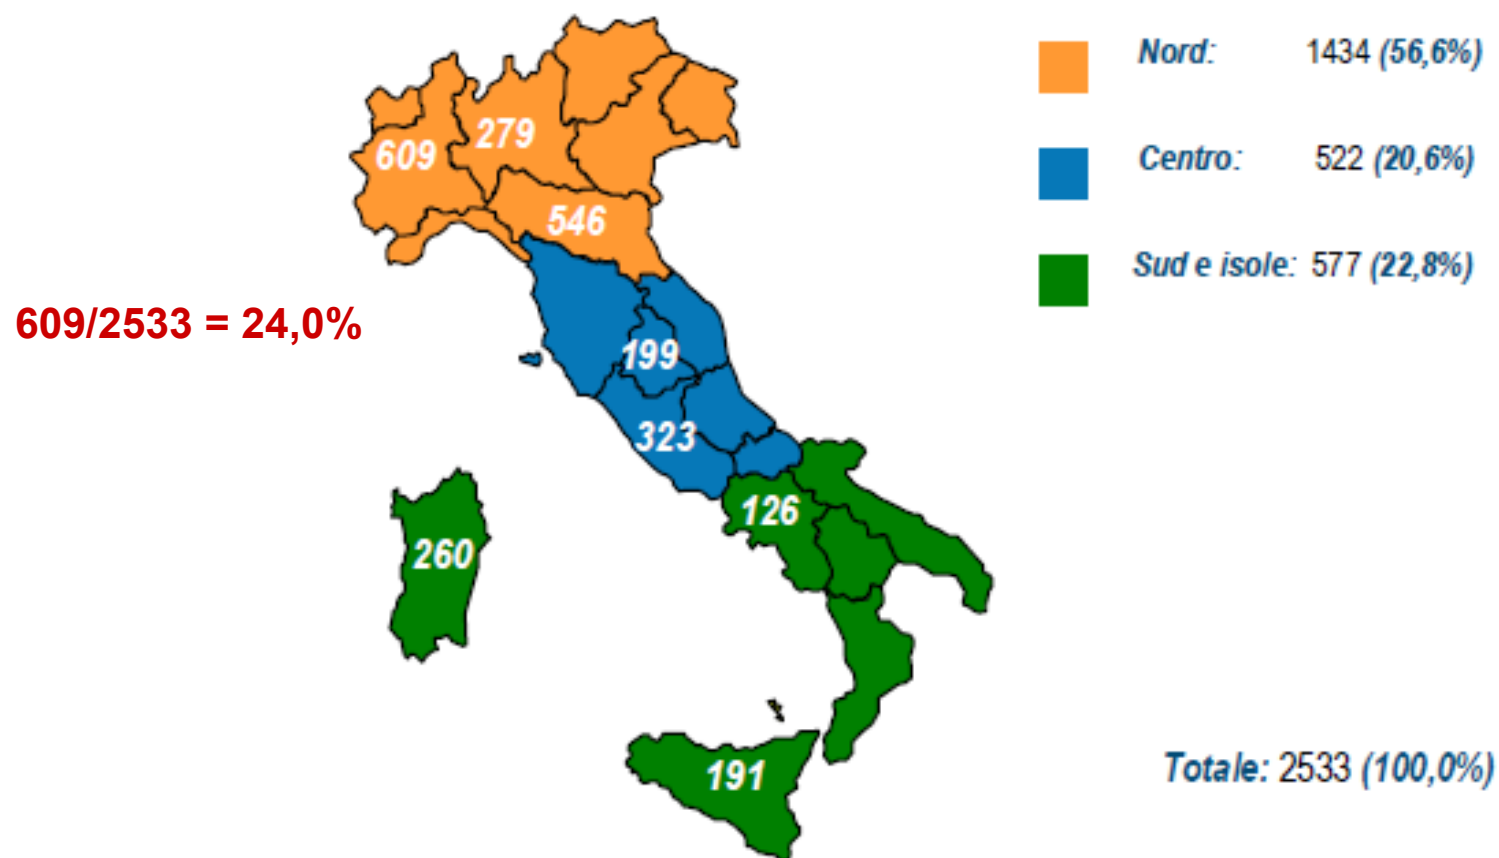 Nord: 1434 (56,6%)
279
609
Centro: 522 (20,6%)
546
Sud e isole: 577 (22,8%)
609/2533 = 24,0%
199
323
126
260
191
Totale: 2533 (100,0%)